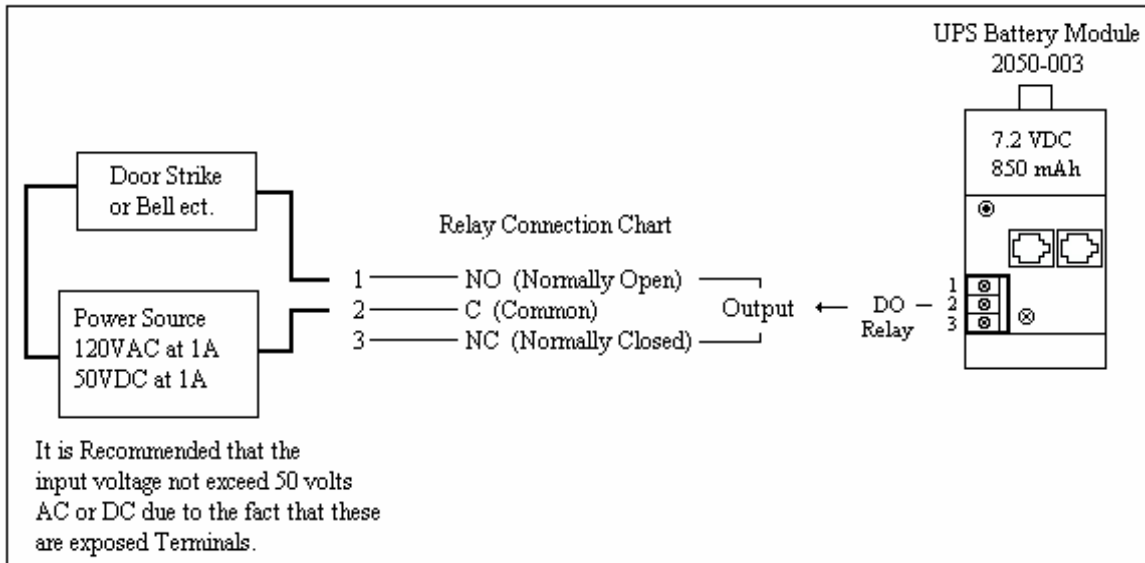 UPS Battery Module
2050-003
7.2 VDC
850 mAh
Door Strike
or Bell ect.
Relay Connection Chart
1 NO (Normally Open)
2 C (Common)
3 NC (Normally Closed)
Output
DO
Relay
1
2
3
Power Source
120VAC at 1A
50VDC at 1A
It is Recommended that the
input voltage not exceed 50 volts
AC or DC due to the fact that these
are exposed Terminals.